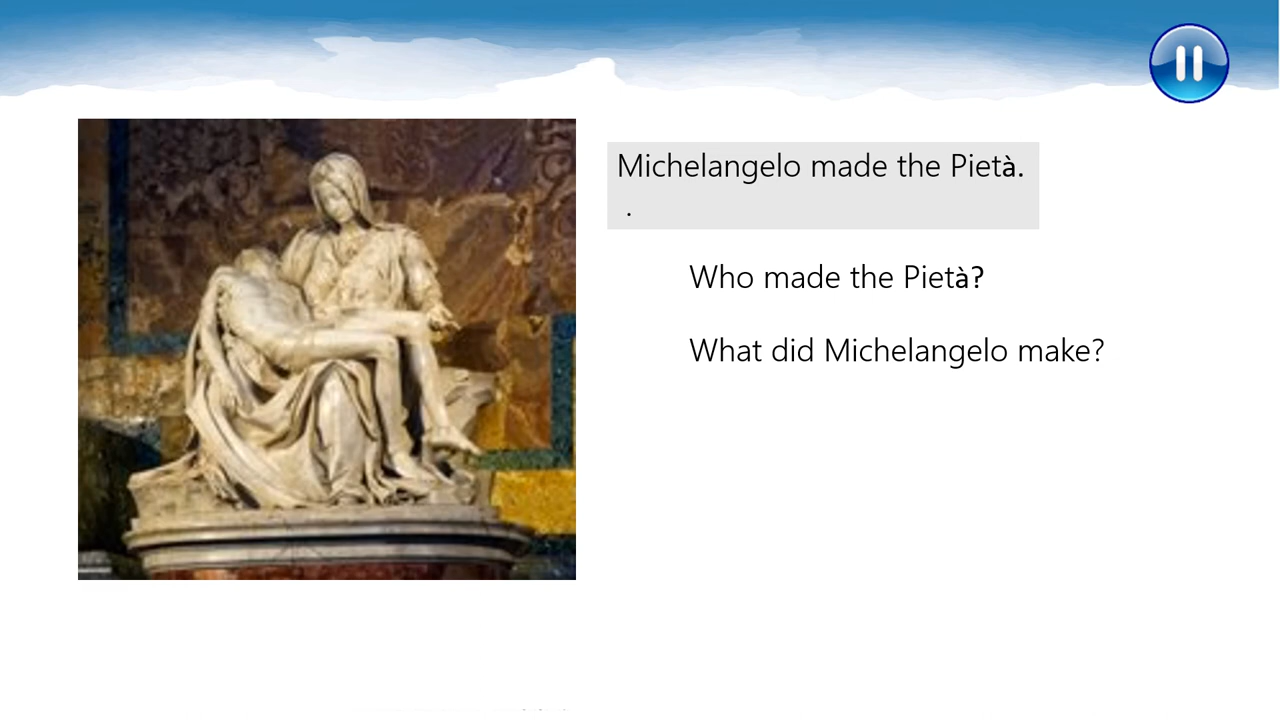 Michelangelo made the Pietà.
.
Who made the Pietà?
What did Michelangelo make?